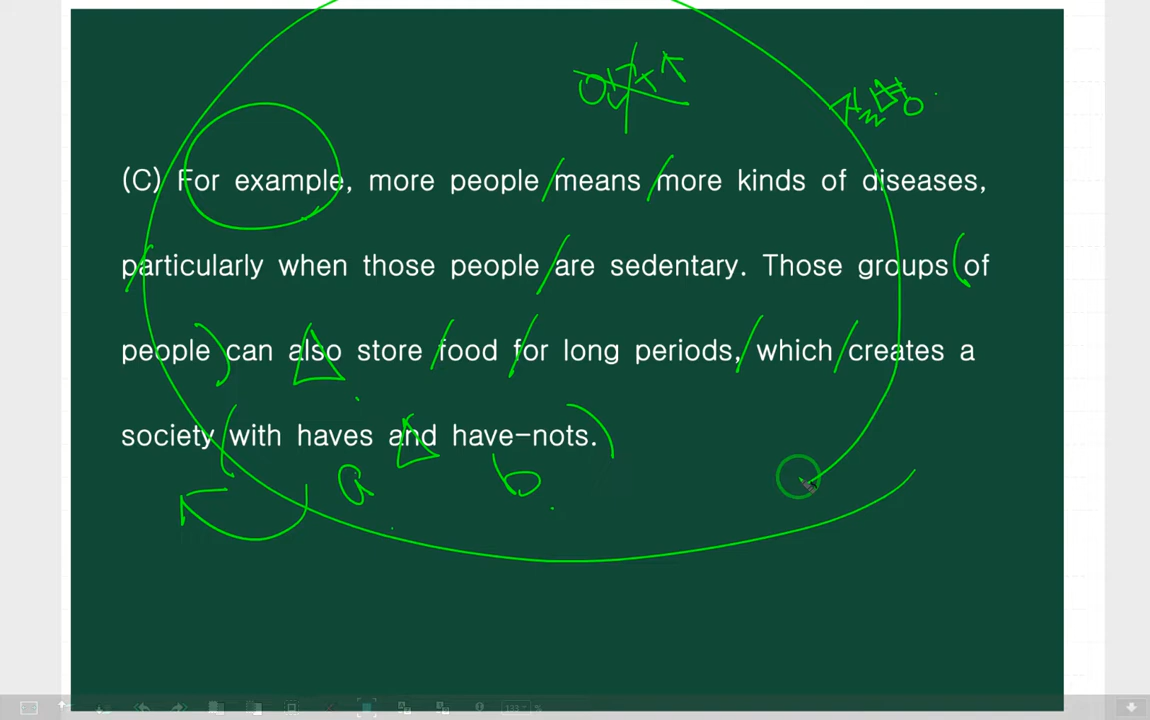 (C) For example, more people means more kinds of diseases,
particularly when those people are sedentary. Those groups of
people can also store food for long periods, which creates a
society with haves and have-nots.
a b
133 %